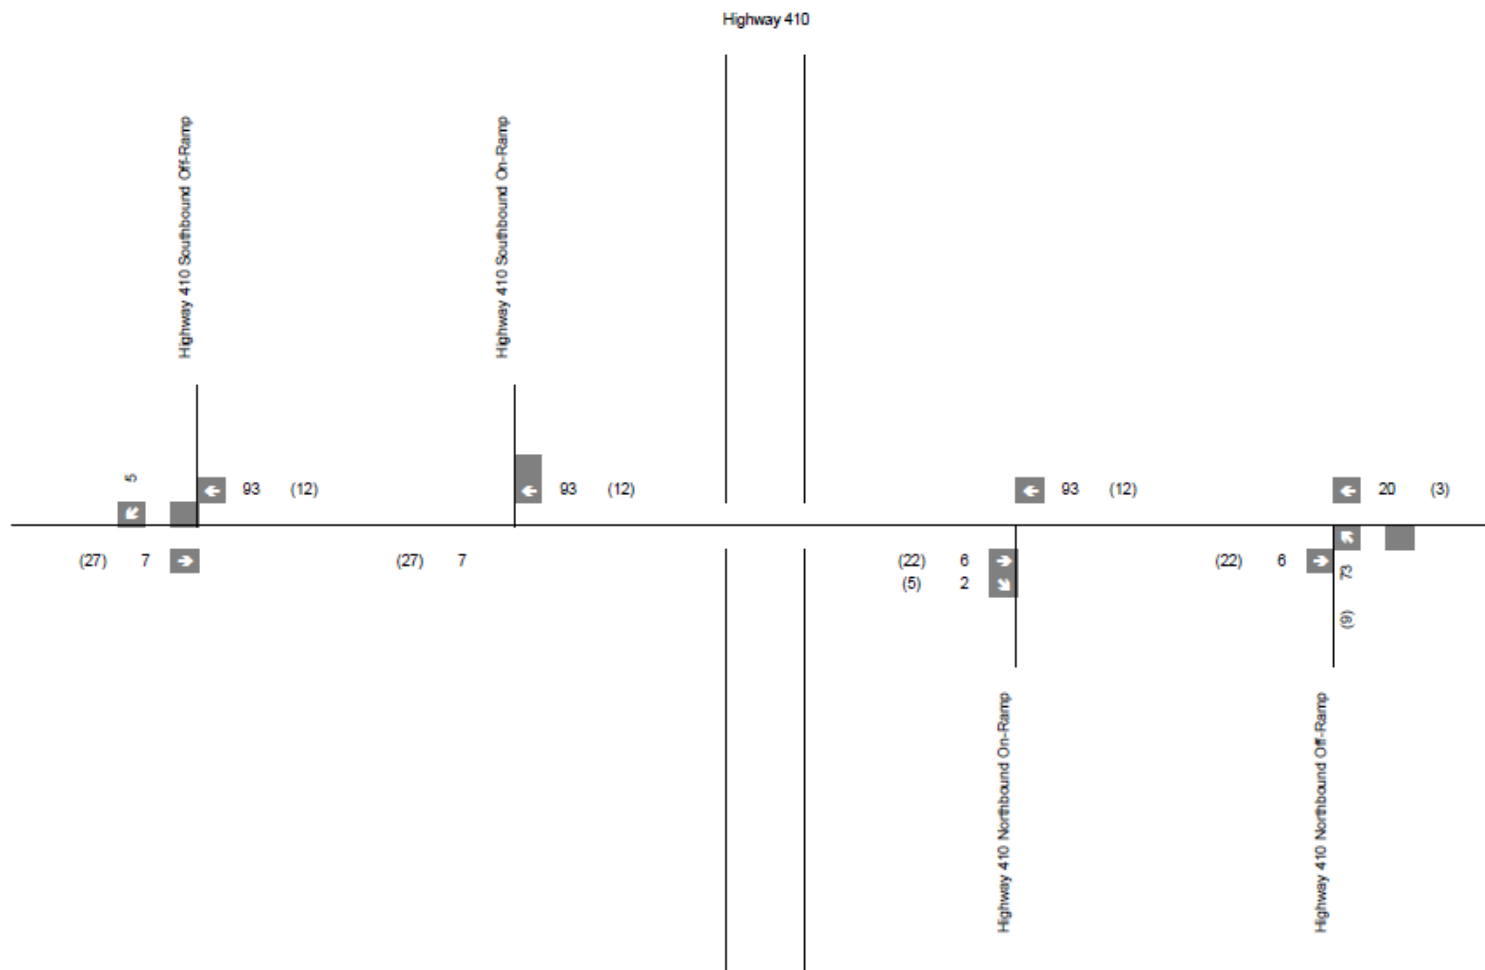 Highway 410
Highway 410 Southbound Off-Ramp
Highway 410 Southbound On-Ramp
5
93 (12)
93 (12)
93 (12)
20 (3)
(27) 7
(27) 7
(22) 6
(5) 2
(22) 6
73
(9)
Highway 410 Northbound On-Ramp
Highway 410 Northbound Off-Ramp